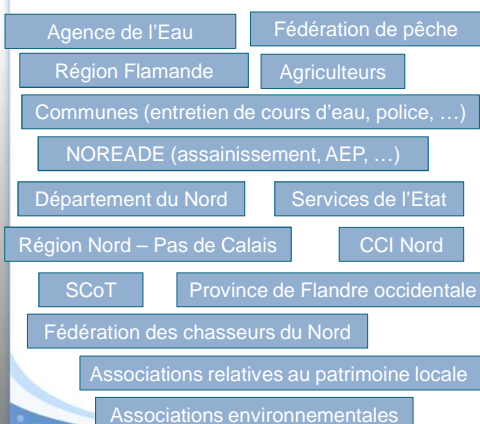 Agence de l'Eau
Fédération de pêche
Région Flamande
Agriculteurs
Communes (entretien de cours d'eau, police, …)
NOREADE (assainissement, AEP, …)
Département du Nord
Services de l'Etat
Région Nord – Pas de Calais
CCI Nord
SCoT
Province de Flandre occidentale
Fédération des chasseurs du Nord
Associations relatives au patrimoine locale
Associations environnementales